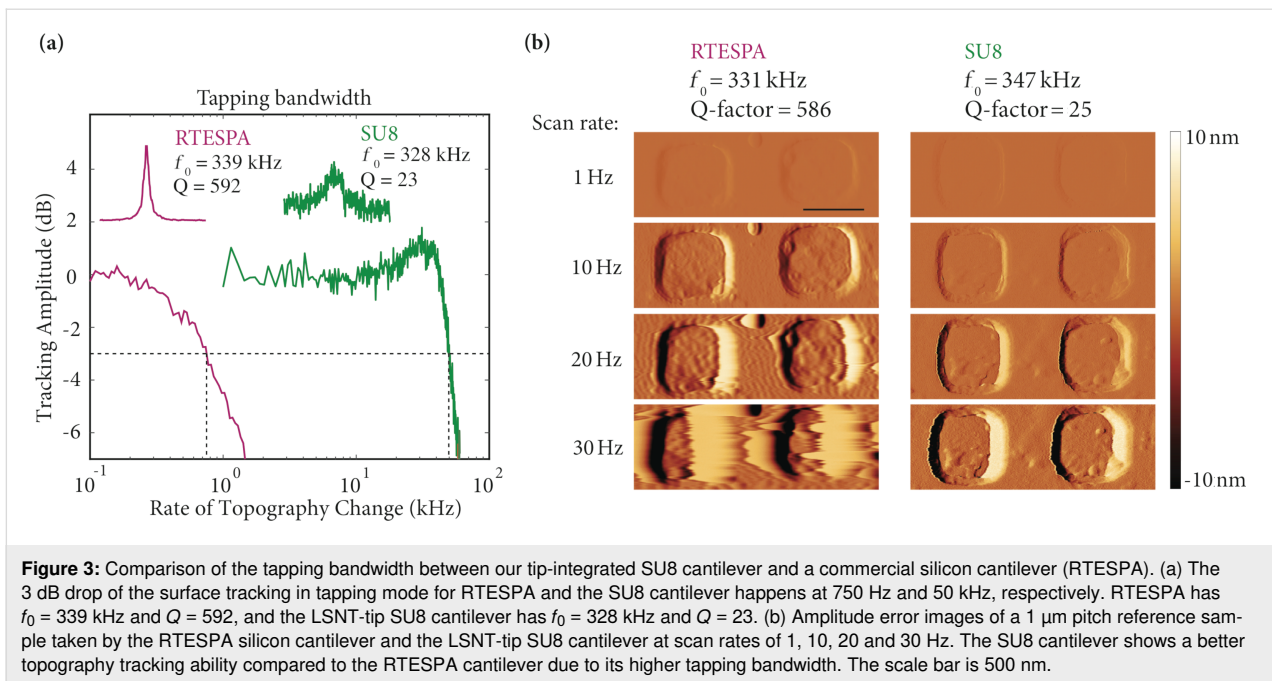 (a)
Tapping bandwidth
RTESPA
f0 = 339 kHz
Q = 592
SU8
f0 = 328 kHz
Q = 23
Tracking Amplitude (dB)
4
2
0
-2
-4
-6
10-1
100
101
102
Rate of Topography Change (kHz)
(b)
RTESPA
f0 = 331 kHz
Q-factor = 586
SU8
f0 = 347 kHz
Q-factor = 25
Scan rate:
1 Hz
10 Hz
20 Hz
30 Hz
10 nm
-10 nm
Figure 3: Comparison of the tapping bandwidth between our tip-integrated SU8 cantilever and a commercial silicon cantilever (RTESPA). (a) The
3 dB drop of the surface tracking in tapping mode for RTESPA and the SU8 cantilever happens at 750 Hz and 50 kHz, respectively. RTESPA has
f0 = 339 kHz and Q = 592, and the LSNT-tip SU8 cantilever has f0 = 328 kHz and Q = 23. (b) Amplitude error images of a 1 µm pitch reference sam-
ple taken by the RTESPA silicon cantilever and the LSNT-tip SU8 cantilever at scan rates of 1, 10, 20 and 30 Hz. The SU8 cantilever shows a better
topography tracking ability compared to the RTESPA cantilever due to its higher tapping bandwidth. The scale bar is 500 nm.